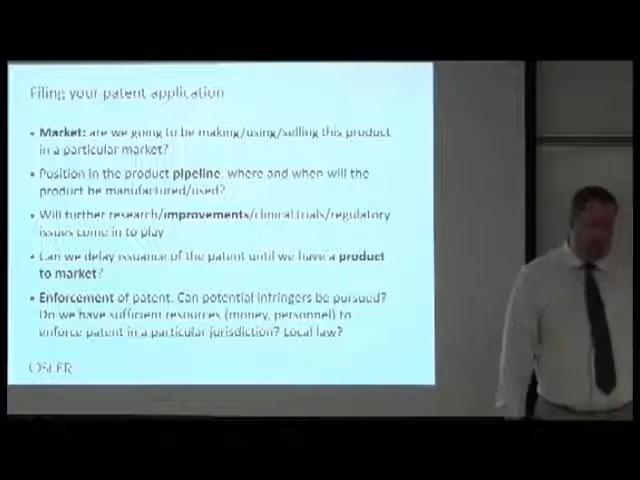 Filing your patent application
• Market: are we going to be making/using/selling this product
in a particular market?
• Position in the product pipeline, where and when will the
product be manufactured/used?
• Will further research/improvements/clinical trials/regulatory
issues come in to play
• Can we delay issuance of the patent until we have a product
to market?
• Enforcement of patent. Can potential infringers be pursued?
Do we have sufficient resources (money, personnel) to
enforce patent in a particular jurisdiction? Local law?
OSLER